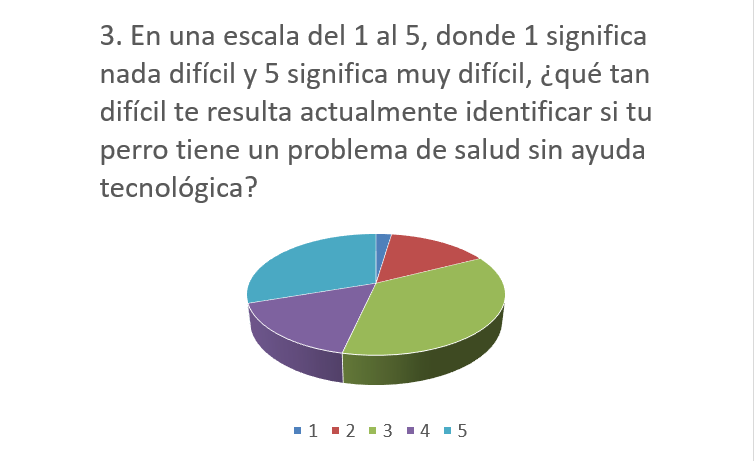 3. En una escala del 1 al 5, donde 1 significa
nada difícil y 5 significa muy difícil, ¿qué tan
difícil te resulta actualmente identificar si tu
perro tiene un problema de salud sin ayuda
tecnológica?
1 2 3 4 5